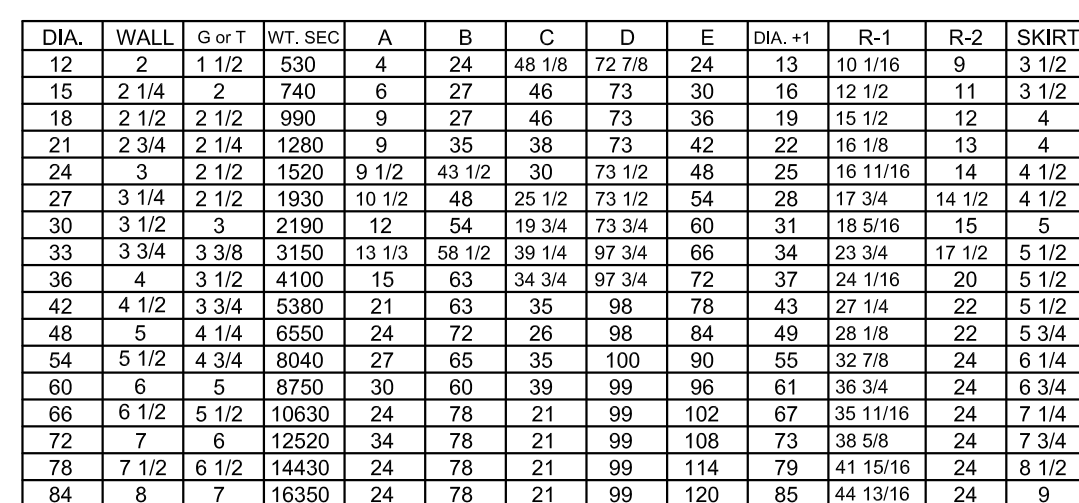 DIA. WALL G or T WT. SEC A B C D E DIA. +1 R-1 R-2 SKIRT
12 2 1 1/2 530 4 24 48 1/8 72 7/8 24 13 10 1/16 9 3 1/2
15 2 1/4 2 740 6 27 46 73 30 16 12 1/2 11 3 1/2
18 2 1/2 2 1/2 990 9 27 46 73 36 19 15 1/2 12 4
21 2 3/4 2 1/4 1280 9 35 38 73 42 22 16 1/8 13 4
24 3 2 1/2 1520 9 1/2 43 1/2 30 73 1/2 48 25 16 11/16 14 4 1/2
27 3 1/4 2 1/2 1930 10 1/2 48 25 1/2 73 1/2 54 28 17 3/4 14 1/2 4 1/2
30 3 1/2 3 2190 12 54 19 3/4 73 3/4 60 31 18 5/16 15 5
33 3 3/4 3 3/8 3150 13 1/3 58 1/2 39 1/4 97 3/4 66 34 23 3/4 17 1/2 5 1/2
36 4 3 1/2 4100 15 63 34 3/4 97 3/4 72 37 24 1/16 20 5 1/2
42 4 1/2 3 3/4 5380 21 63 35 98 78 43 27 1/4 22 5 1/2
48 5 4 1/4 6550 24 72 26 98 84 49 28 1/8 22 5 3/4
54 5 1/2 4 3/4 8040 27 65 35 100 90 55 32 7/8 24 6 1/4
60 6 5 8750 30 60 39 99 96 61 36 3/4 24 6 3/4
66 6 1/2 5 1/2 10630 24 78 21 99 102 67 35 11/16 24 7 1/4
72 7 6 12520 34 78 21 99 108 73 38 5/8 24 7 3/4
78 7 1/2 6 1/2 14430 24 78 21 99 114 79 41 15/16 24 8 1/2
84 8 7 16350 24 78 21 99 120 85 44 13/16 24 9